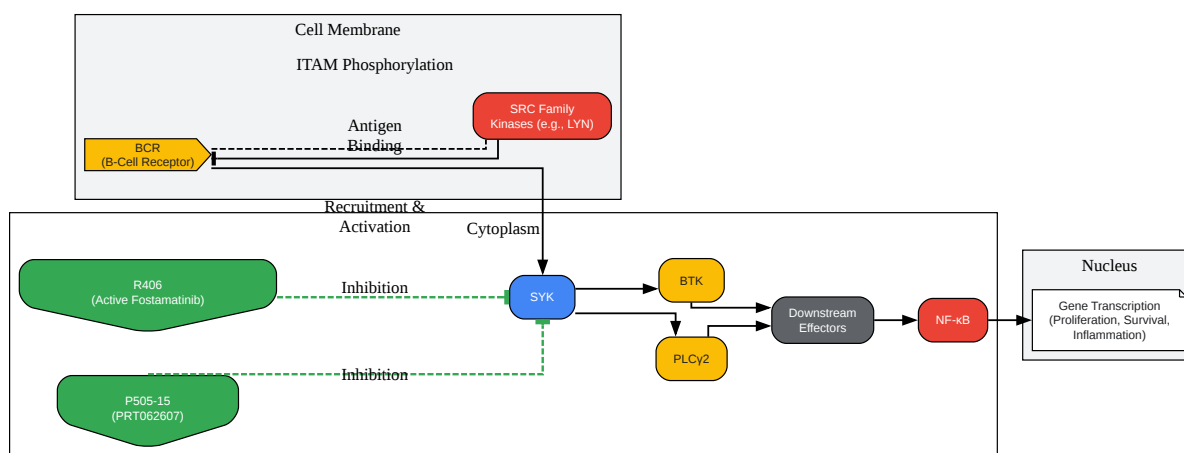 Cell Membrane
ITAM Phosphorylation
SRC Family
Kinases (e.g., LYN)
Antigen
Binding
BCR
(B-Cell Receptor)
Recruitment &
Activation
Cytoplasm
R406
(Active Fostamatinib)
Inhibition
SYK
BTK
PLCγ2
Downstream
Effectors
NF-κB
Nucleus
Gene Transcription
(Proliferation, Survival,
Inflammation)
Inhibition
P505-15
(PRT062607)